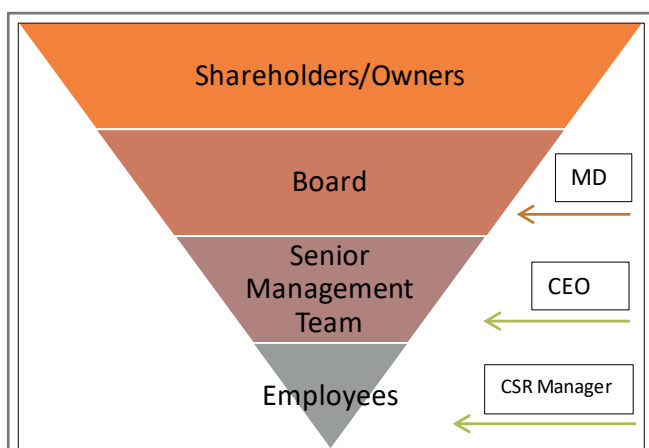 Shareholders/Owners
Board
MD
Senior
Management
Team
CEO
Employees
CSR Manager